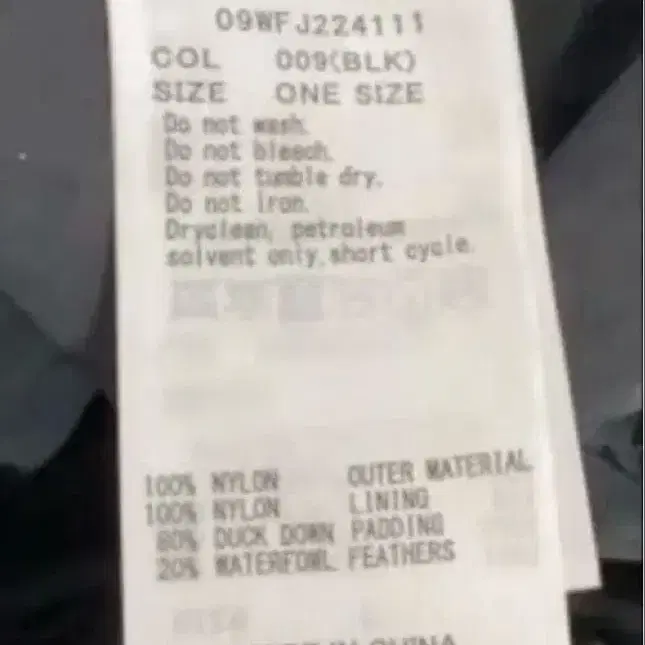 09WFJ224111
COL 009(BLK)
SIZE ONE SIZE
Do not wash.
Do not bleach.
Do not tumble dry.
Do not iron.
Dryclean, petroleum
solvent only, short cycle.
100% NYLON OUTER MATERIAL
100% NYLON LINING
80% DUCK DOWN PADDING
20% WATERFOWL FEATHERS
IN CHINA